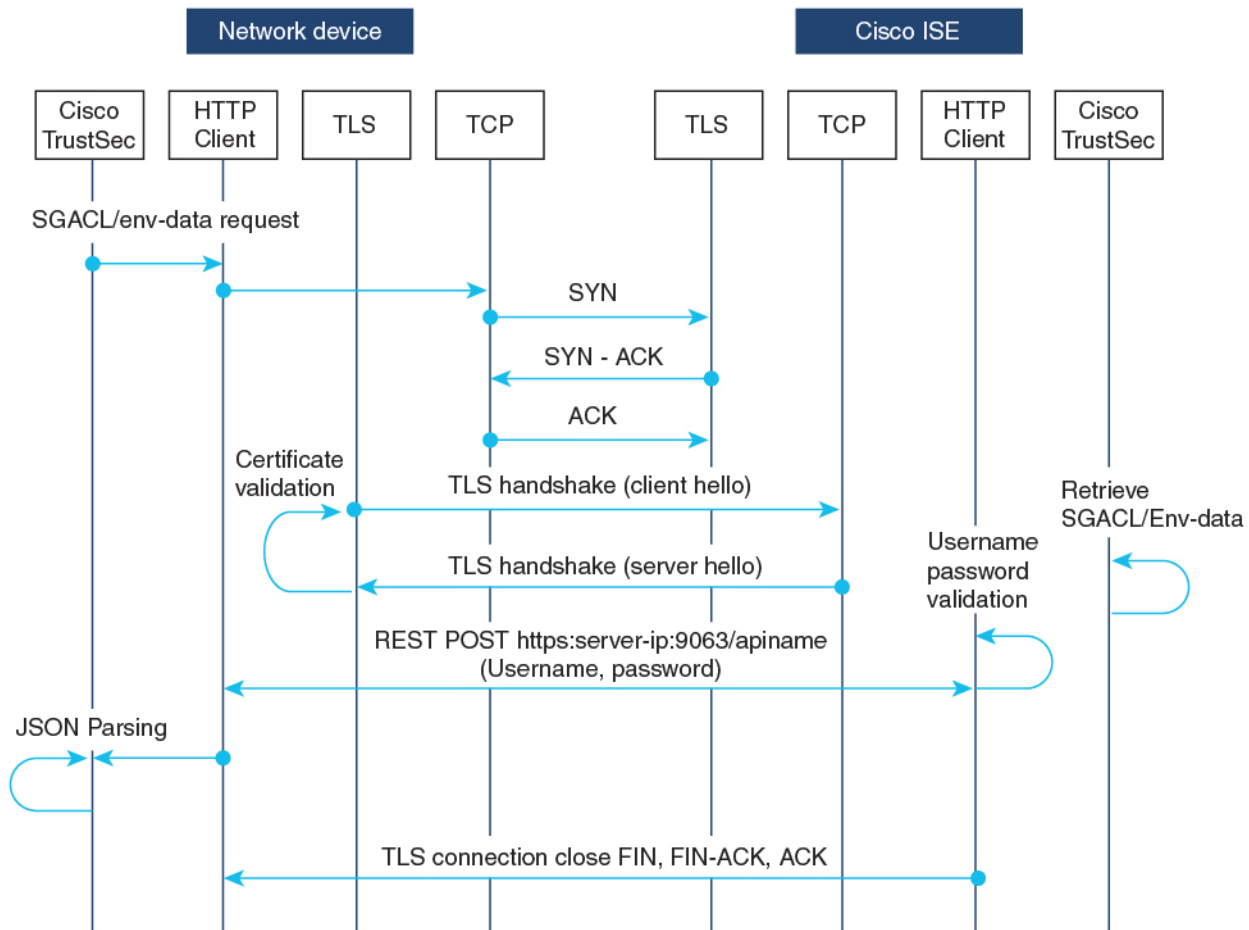 Network device
Cisco ISE
Cisco
TrustSec
HTTP
Client
TLS
TCP
TLS
TCP
HTTP
Client
Cisco
TrustSec
SGACL/env-data request
SYN
SYN - ACK
ACK
Certificate
validation
TLS handshake (client hello)
Retrieve
SGACL/Env-data
Username
password
validation
TLS handshake (server hello)
REST POST https:server-ip:9063/apiname
(Username, password)
JSON Parsing
TLS connection close FIN, FIN-ACK, ACK